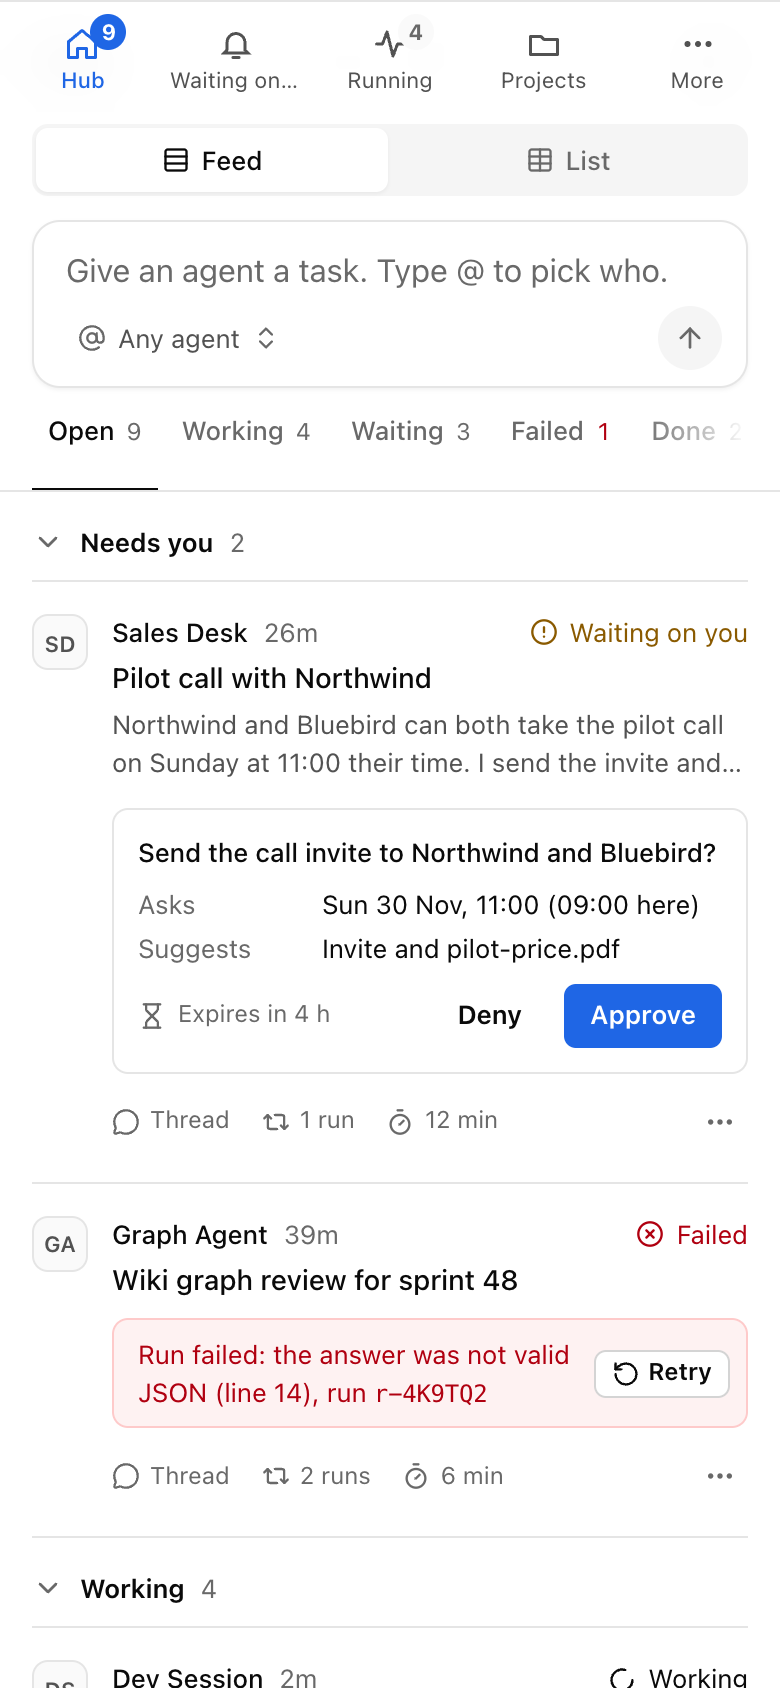 9
Hub
Waiting on...
4
Running
Projects
More
Feed
List
Give an agent a task. Type @ to pick who.
@ Any agent
Open 9
Working 4
Waiting 3
Failed 1
Done 2
Needs you 2
SD
Sales Desk 26m
Waiting on you
Pilot call with Northwind
Northwind and Bluebird can both take the pilot call
on Sunday at 11:00 their time. I send the invite and...
Send the call invite to Northwind and Bluebird?
Asks Sun 30 Nov, 11:00 (09:00 here)
Suggests Invite and pilot-price.pdf
Expires in 4 h
Deny
Approve
Thread
1 run
12 min
GA
Graph Agent 39m
Failed
Wiki graph review for sprint 48
Run failed: the answer was not valid
JSON (line 14), run r–4K9TQ2
Retry
Thread
2 runs
6 min
Working 4
DS
Dev Session 2m
Working